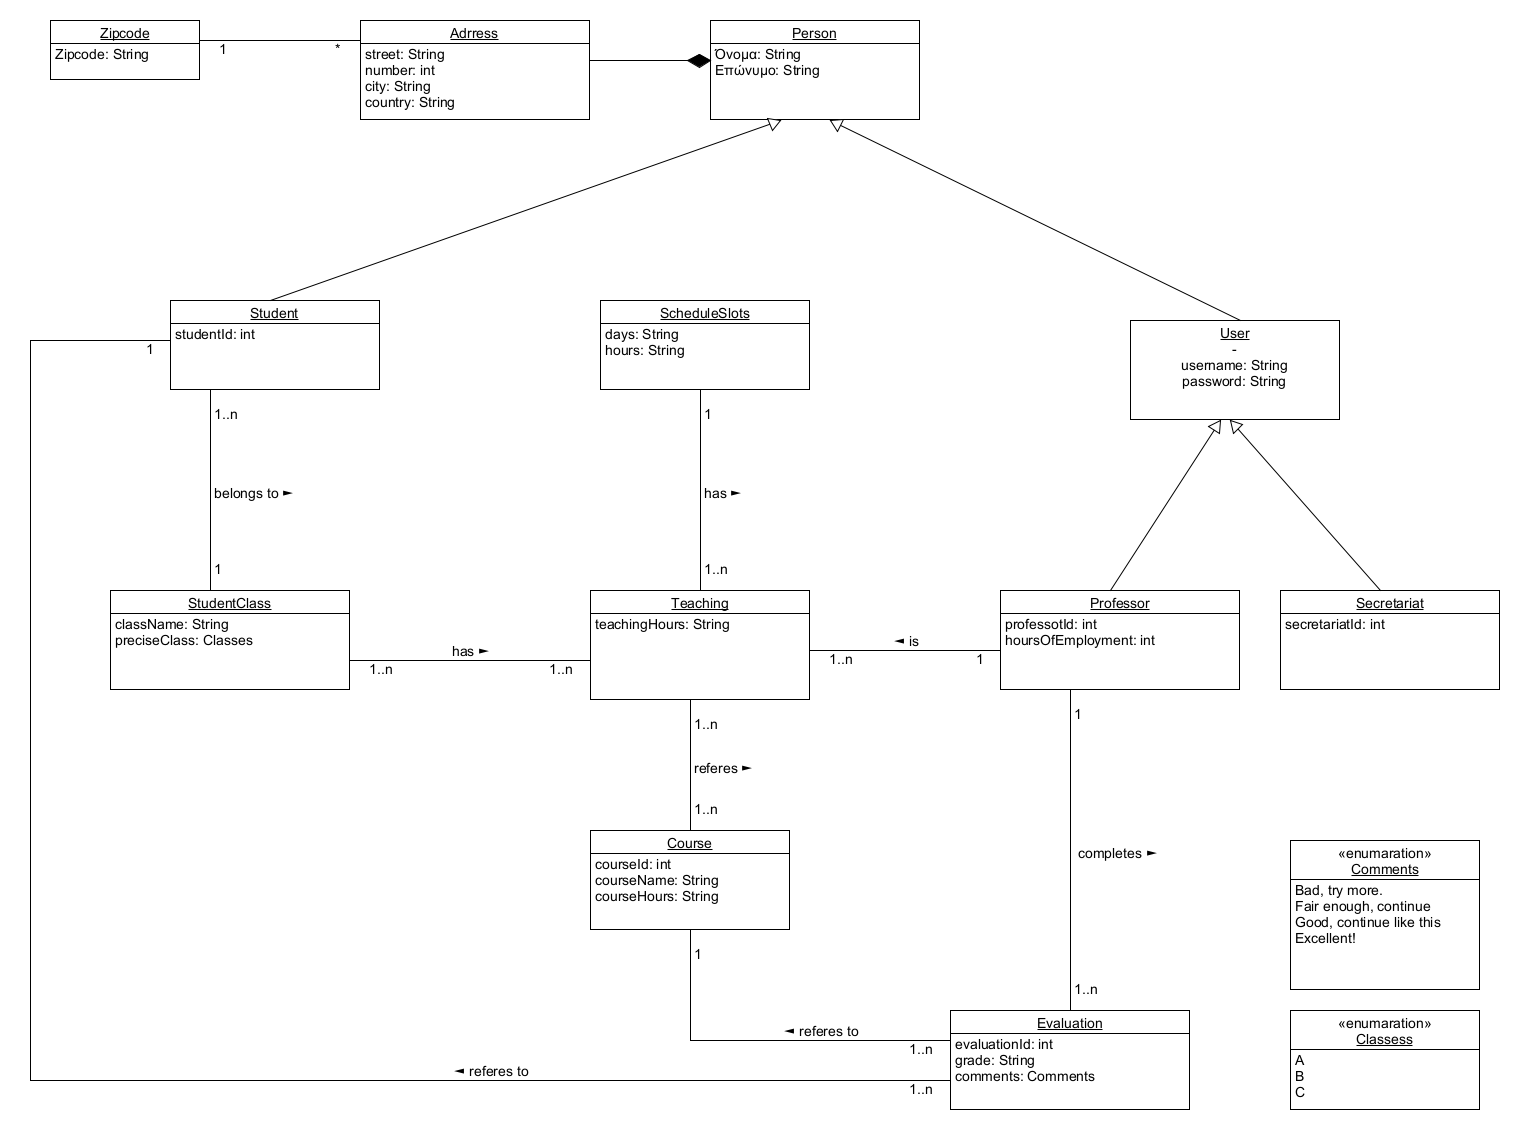 Zipcode
Zipcode: String
1
*
Adrress
street: String
number: int
city: String
country: String
Person
Όνομα: String
Επώνυμο: String
Student
studentId: int
1
1..n
belongs to ►
1
ScheduleSlots
days: String
hours: String
1
has ►
1..n
User
-
username: String
password: String
StudentClass
className: String
preciseClass: Classes
has ►
1..n
1..n
Teaching
teachingHours: String
◄ is
1..n
1
Professor
professotId: int
hoursOfEmployment: int
Secretariat
secretariatId: int
1..n
referes ►
1..n
1
completes ►
1..n
Course
courseId: int
courseName: String
courseHours: String
1
◄ referes to
1..n
◄ referes to
1..n
Evaluation
evaluationId: int
grade: String
comments: Comments
«enumaration»
Comments
Bad, try more.
Fair enough, continue
Good, continue like this
Excellent!
«enumaration»
Classess
A
B
C